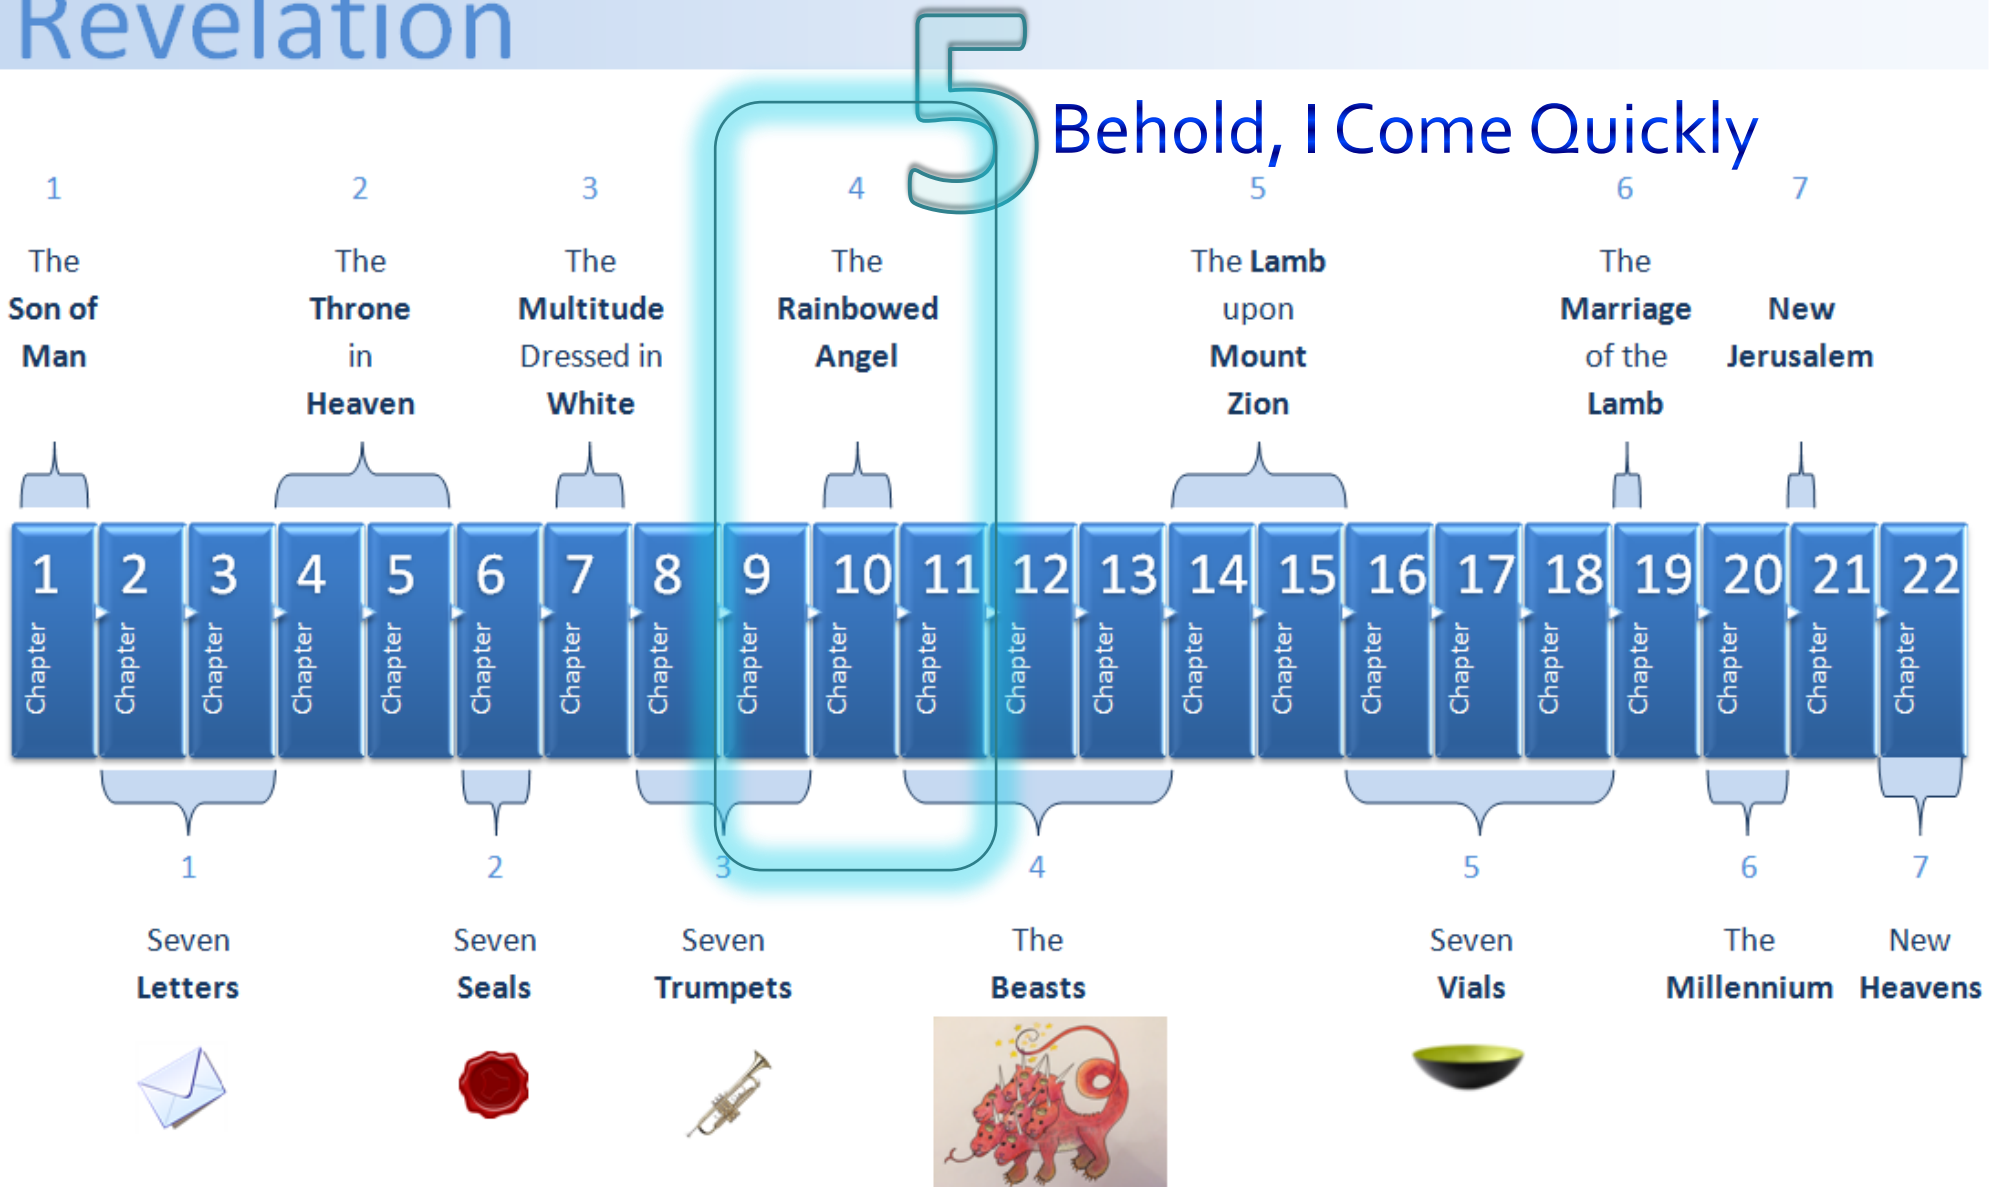 Revelation
5
Behold, I Come Quickly
1
The
Son of
Man
2
The
Throne
in
Heaven
3
The
Multitude
Dressed in
White
4
The
Rainbowed
Angel
5
The Lamb
upon
Mount
Zion
6
The
Marriage
of the
Lamb
7
New
Jerusalem
1 Chapter
2 Chapter
3 Chapter
4 Chapter
5 Chapter
6 Chapter
7 Chapter
8 Chapter
9 Chapter
10 Chapter
11 Chapter
12 Chapter
13 Chapter
14 Chapter
15 Chapter
16 Chapter
17 Chapter
18 Chapter
19 Chapter
20 Chapter
21 Chapter
22 Chapter
1
Seven
Letters
2
Seven
Seals
3
Seven
Trumpets
4
The
Beasts
5
Seven
Vials
6
The
Millennium
7
New
Heavens